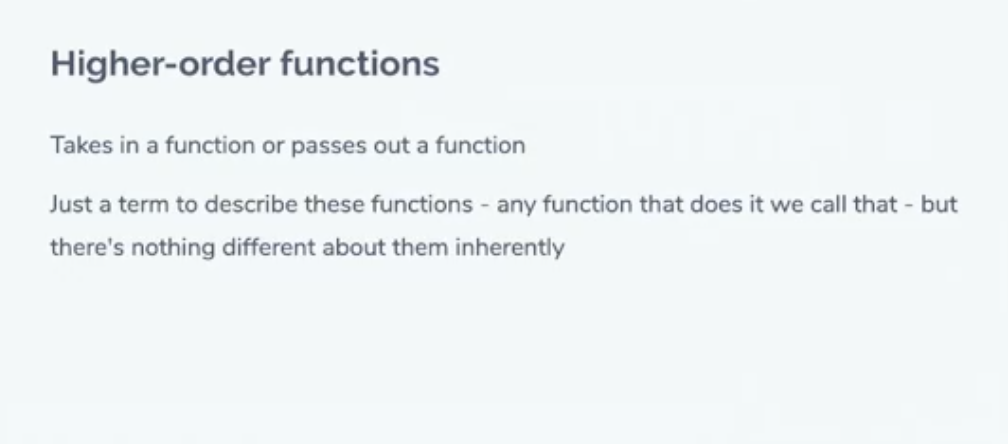 Higher-order functions
Takes in a function or passes out a function
Just a term to describe these functions - any function that does it we call that - but
there's nothing different about them inherently